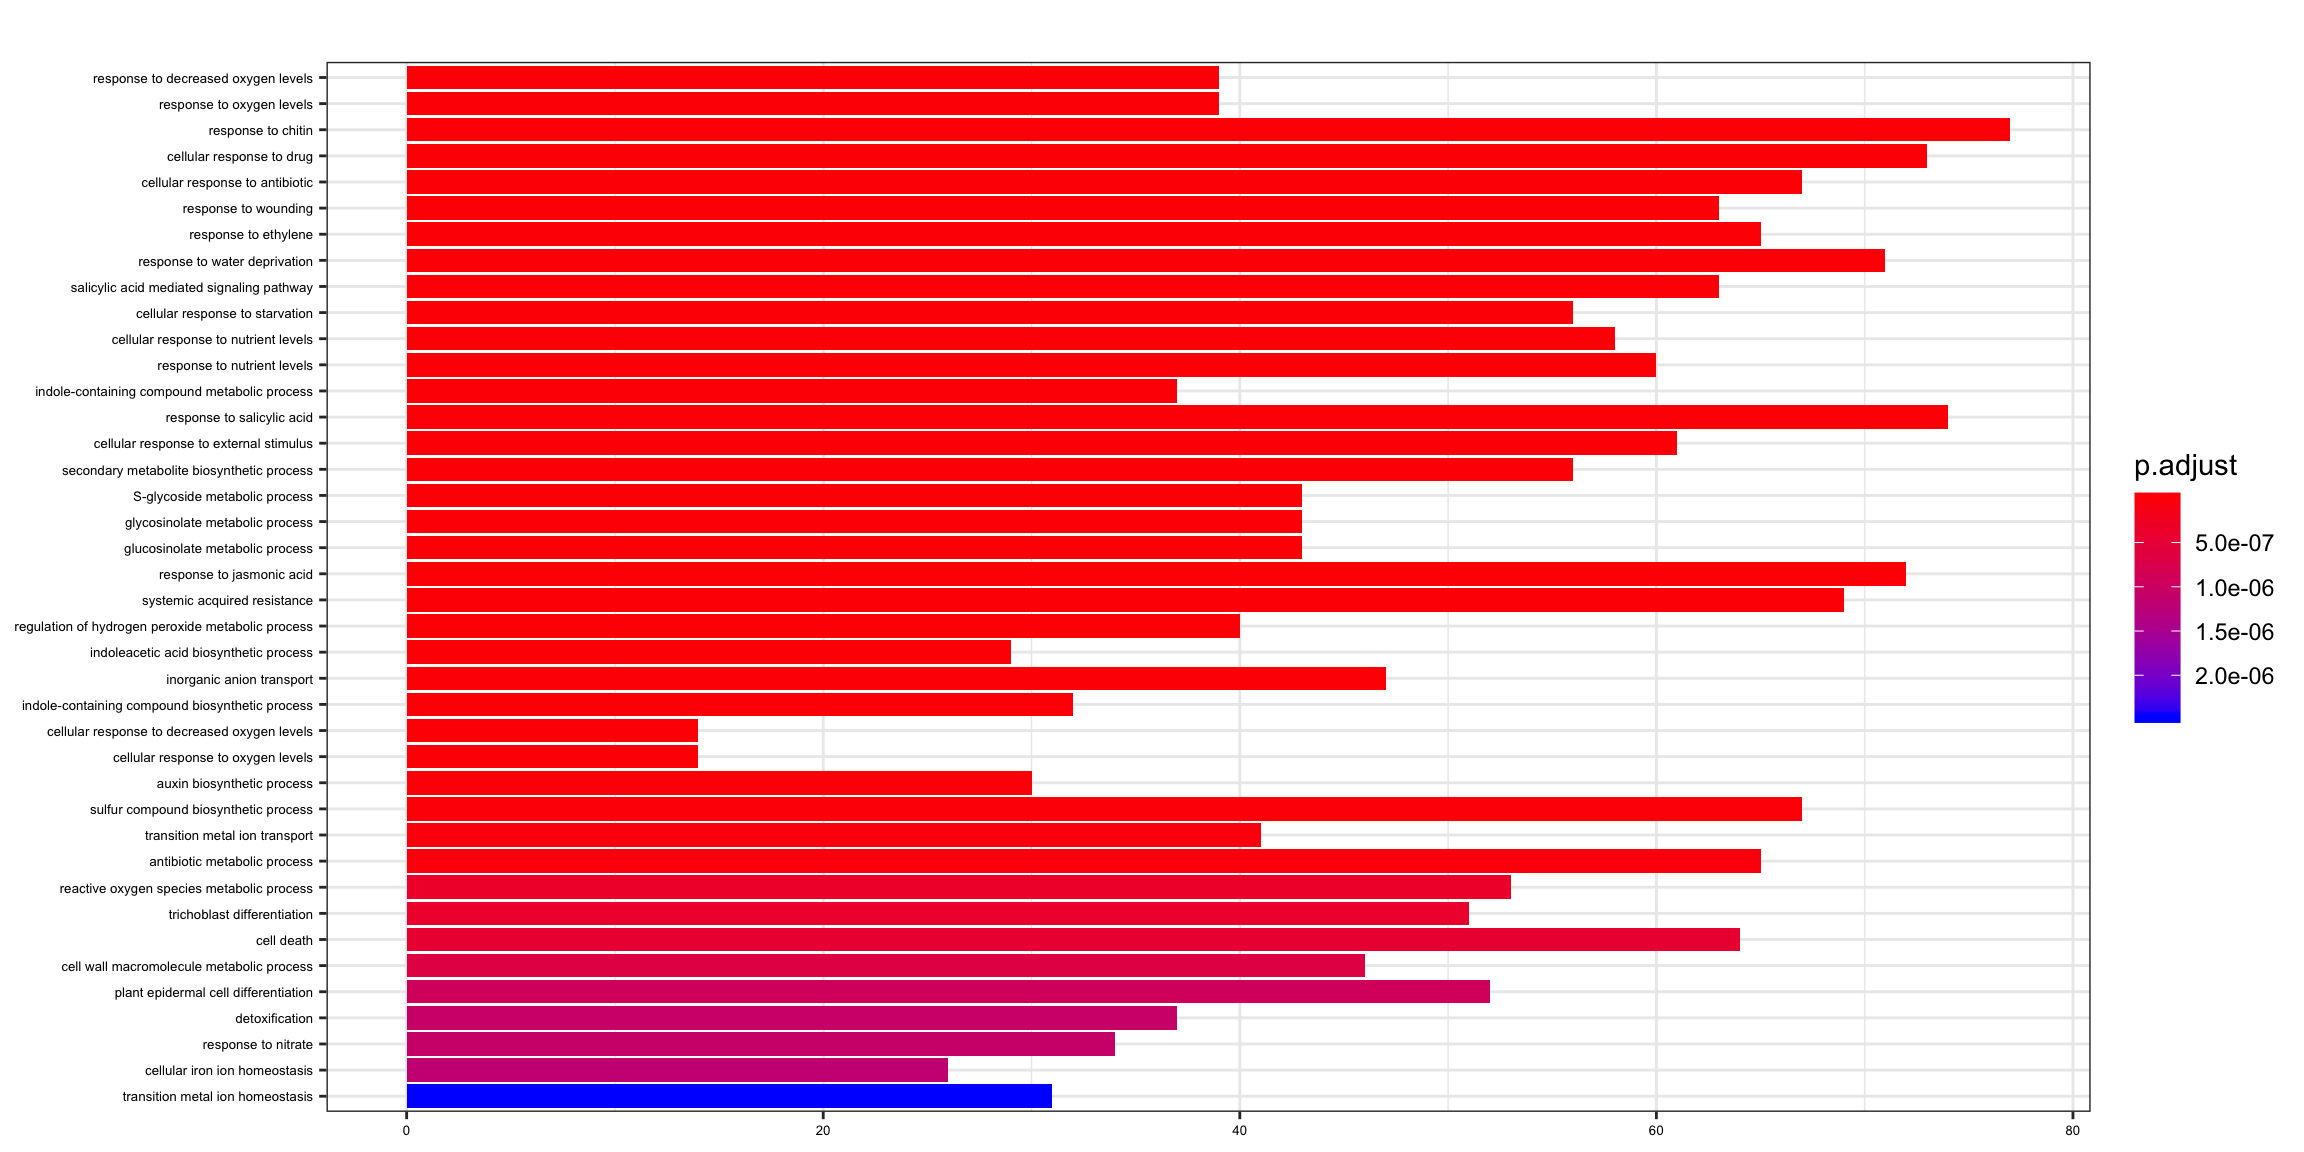 response to decreased oxygen levels
response to oxygen levels
response to chitin
cellular response to drug
cellular response to antibiotic
response to wounding
response to ethylene
response to water deprivation
salicylic acid mediated signaling pathway
cellular response to starvation
cellular response to nutrient levels
response to nutrient levels
indole-containing compound metabolic process
response to salicylic acid
cellular response to external stimulus
secondary metabolite biosynthetic process
S-glycoside metabolic process
glycosinolate metabolic process
glucosinolate metabolic process
response to jasmonic acid
systemic acquired resistance
regulation of hydrogen peroxide metabolic process
indoleacetic acid biosynthetic process
inorganic anion transport
indole-containing compound biosynthetic process
cellular response to decreased oxygen levels
cellular response to oxygen levels
auxin biosynthetic process
sulfur compound biosynthetic process
transition metal ion transport
antibiotic metabolic process
reactive oxygen species metabolic process
trichoblast differentiation
cell death
cell wall macromolecule metabolic process
plant epidermal cell differentiation
detoxification
response to nitrate
cellular iron ion homeostasis
transition metal ion homeostasis
0 20 40 60 80
p.adjust
5.0e-07
1.0e-06
1.5e-06
2.0e-06